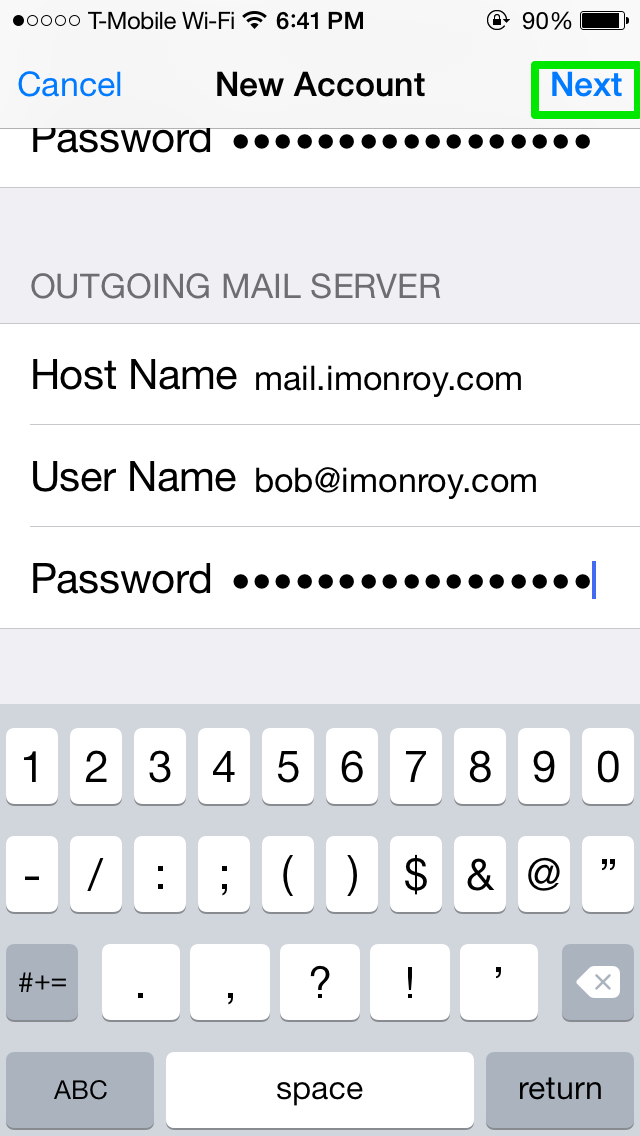 T-Mobile Wi-Fi 6:41 PM 90%
Cancel New Account Next
Password •••••••••••••••••
OUTGOING MAIL SERVER
Host Name mail.imonroy.com
User Name bob@imonroy.com
Password •••••••••••••••••
1 2 3 4 5 6 7 8 9 0
- / : ; ( ) $ & @ ”
#+= . , ? ! ’
ABC space return